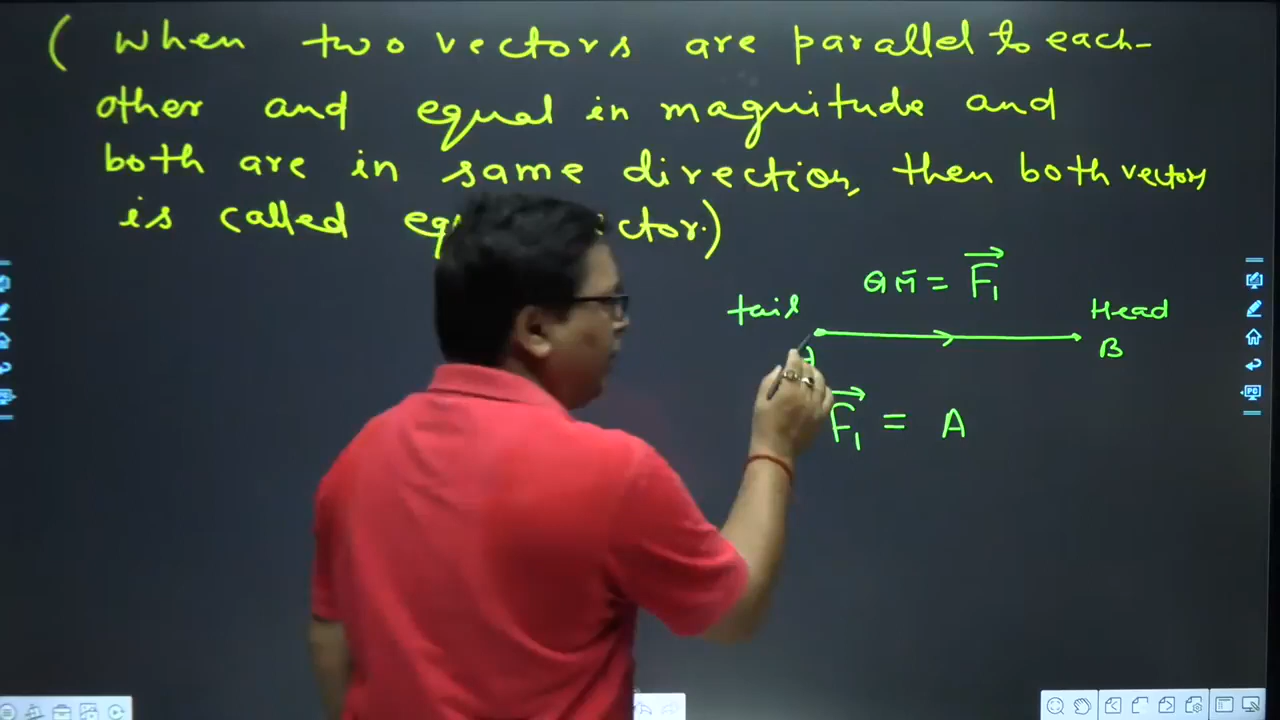 ( when two vectors are parallel to each-
other and equal in magnitude and
both are in same direction, then both vectors
is called
tail
Head
B
F₁ = A